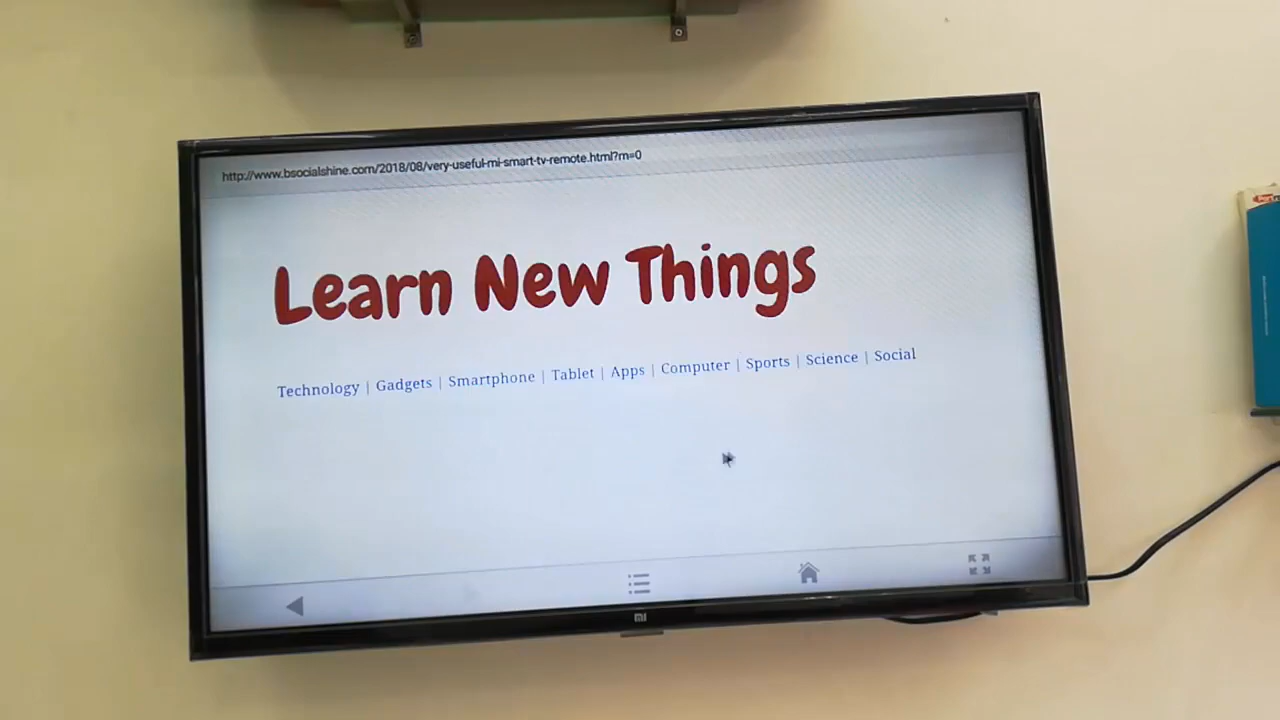 http://www.bsocialshine.com/2018/08/very-useful-mi-smart-tv-remote.html?m=0
Learn New Things
Technology | Gadgets | Smartphone | Tablet | Apps | Computer | Sports | Science | Social
mi